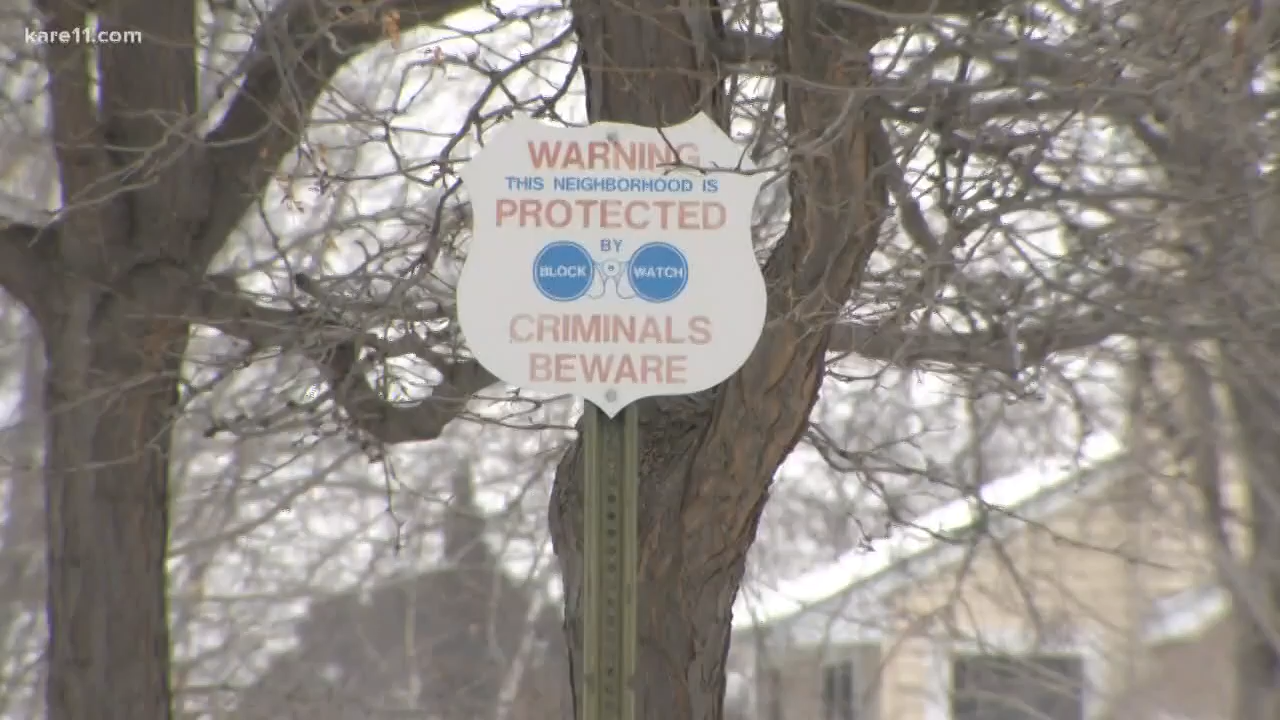 kare11.com
WARNING
THIS NEIGHBORHOOD IS
PROTECTED
BY
BLOCK WATCH
CRIMINALS
BEWARE